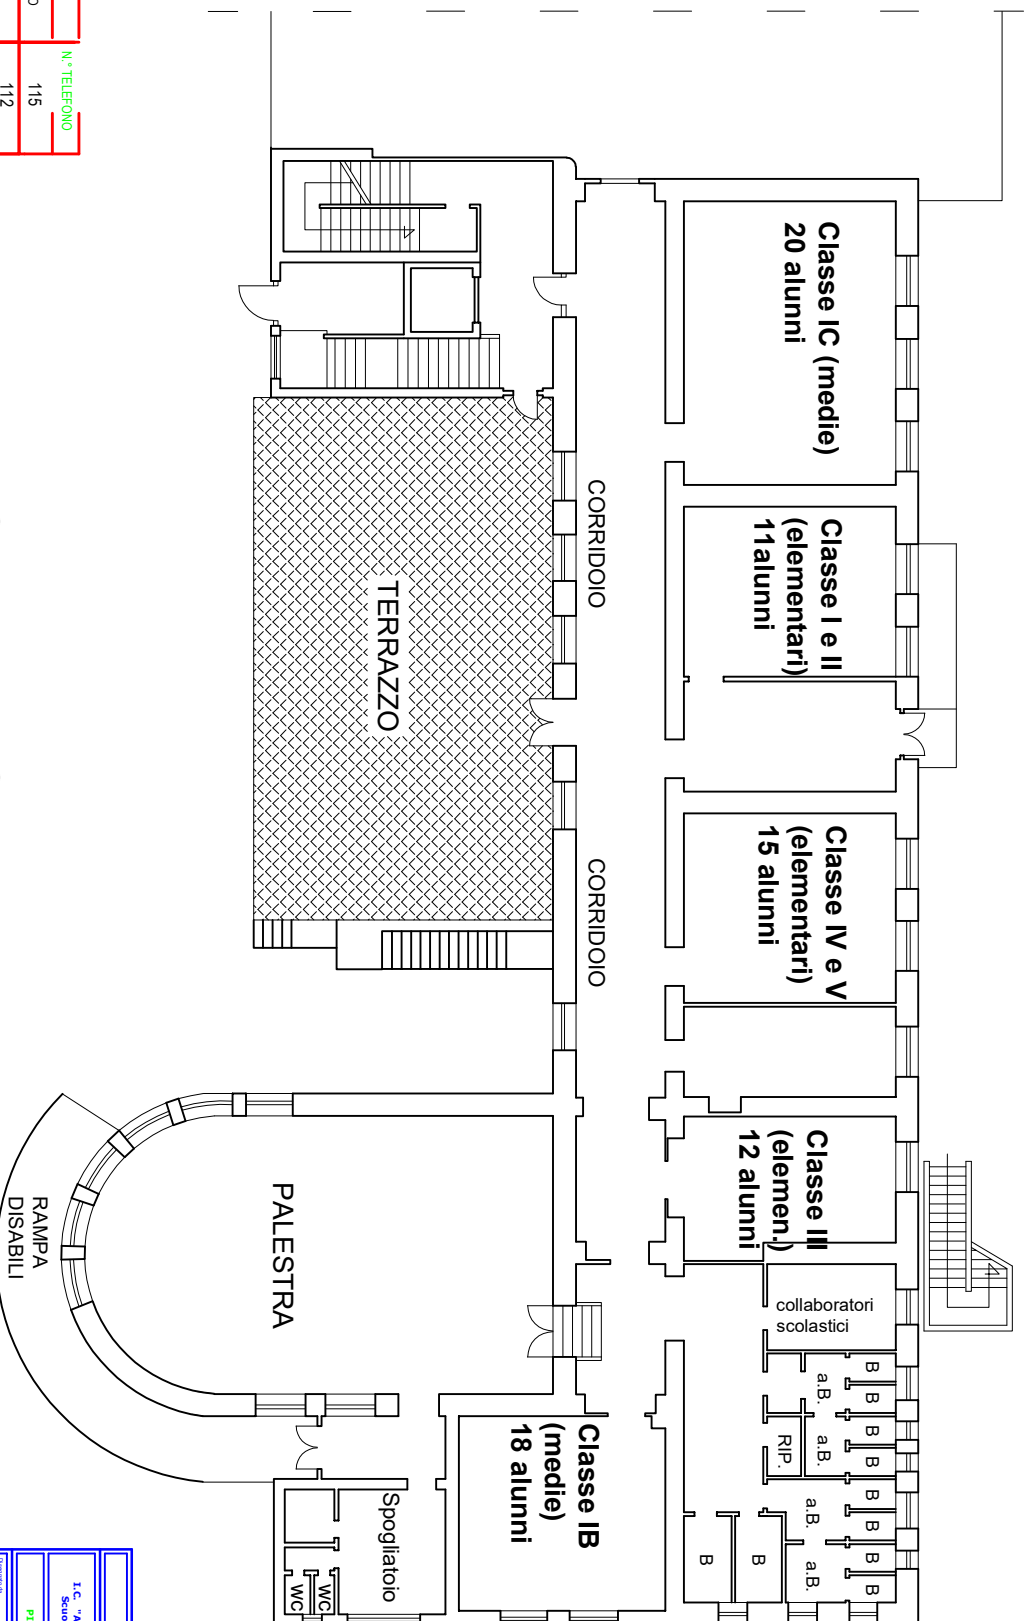 N.° TELEFONO
115
112
Classe IC (medie)
20 alunni
Classe I e II
(elementari)
11alunni
CORRIDOIO
TERRAZZO
Classe IV e V
(elementari)
15 alunni
CORRIDOIO
Classe III
(elemen.)
12 alunni
PALESTRA
RAMPA
DISABILI
collaboratori
scolastici
B
B
a.B.
B
B
a.B.
RIP.
B
B
a.B.
B
B
a.B.
B
B
Classe IB
(medie)
18 alunni
Spogliatoio
WC
WC
I.C. "A
Scuo
PI